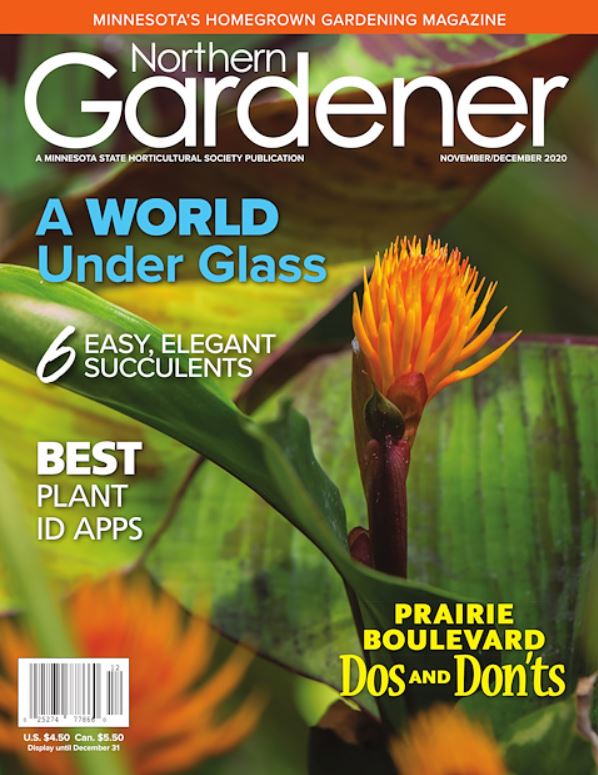 MINNESOTA'S HOMEGROWN GARDENING MAGAZINE
Northern
Gardener
A MINNESOTA STATE HORTICULTURAL SOCIETY PUBLICATION
NOVEMBER/DECEMBER 2020
A WORLD
Under Glass
6 EASY, ELEGANT
SUCCULENTS
BEST
PLANT
ID APPS
PRAIRIE
BOULEVARD
DOS AND DON'TS
12
25274
U.S. $4.50 Can. $5.50
Display until December 31